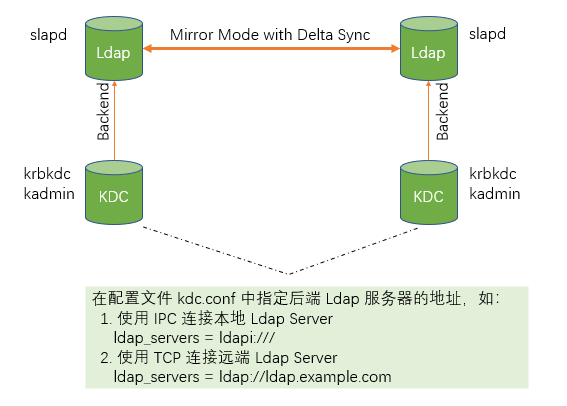 slapd
Ldap
Mirror Mode with Delta Sync
Ldap
slapd
Backend
Backend
krbkdc
kadmin
KDC
KDC
krbkdc
kadmin
在配置文件 kdc.conf 中指定后端 Ldap 服务器的地址，如：
1. 使用 IPC 连接本地 Ldap Server
ldap_servers = ldapi:///
2. 使用 TCP 连接远端 Ldap Server
ldap_servers = ldap://ldap.example.com